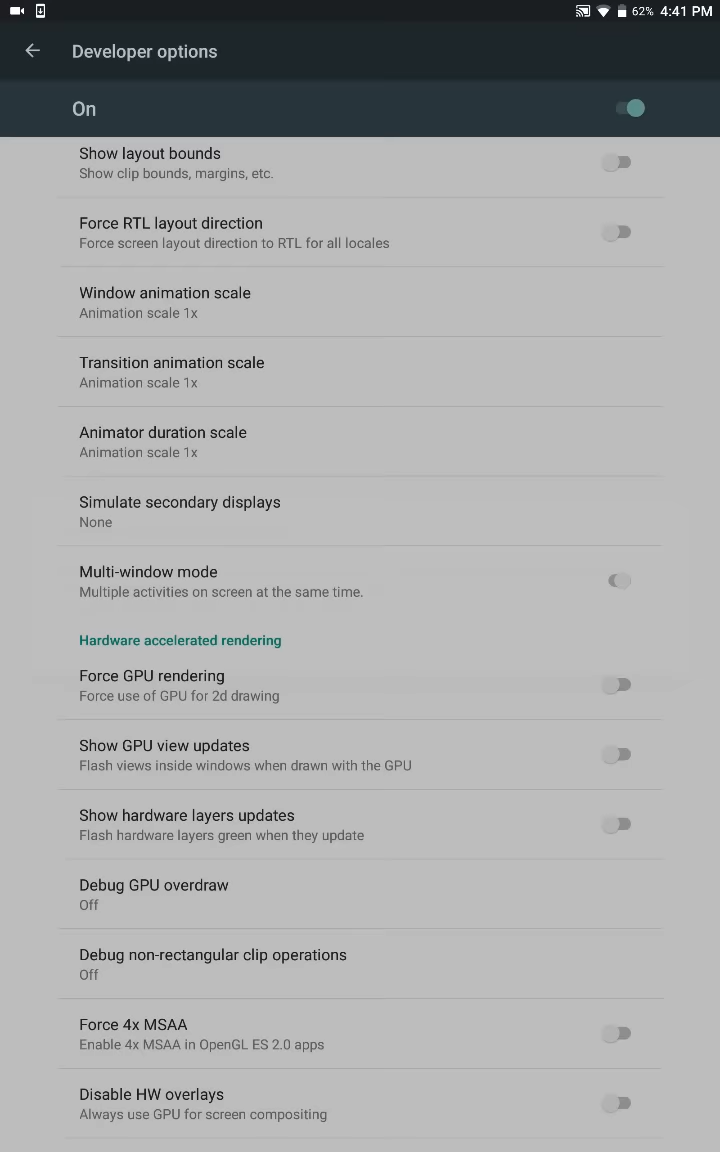 62% 4:41 PM
Developer options
On
Show layout bounds
Show clip bounds, margins, etc.
Force RTL layout direction
Force screen layout direction to RTL for all locales
Window animation scale
Animation scale 1x
Transition animation scale
Animation scale 1x
Animator duration scale
Animation scale 1x
Simulate secondary displays
None
Multi-window mode
Multiple activities on screen at the same time.
Hardware accelerated rendering
Force GPU rendering
Force use of GPU for 2d drawing
Show GPU view updates
Flash views inside windows when drawn with the GPU
Show hardware layers updates
Flash hardware layers green when they update
Debug GPU overdraw
Off
Debug non-rectangular clip operations
Off
Force 4x MSAA
Enable 4x MSAA in OpenGL ES 2.0 apps
Disable HW overlays
Always use GPU for screen compositing